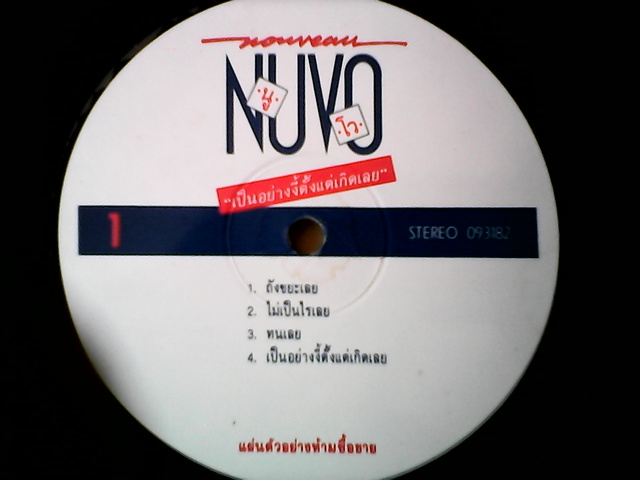 nouveau
NUVO
นู
โว
"เป็นอย่างงี้ตั้งแต่เกิดเลย"
1
STEREO 093182
1. ถังขยะเลย
2. ไม่เป็นไรเลย
3. ทนเลย
4. เป็นอย่างงี้ตั้งแต่เกิดเลย
แผ่นตัวอย่างห้ามซื้อขาย